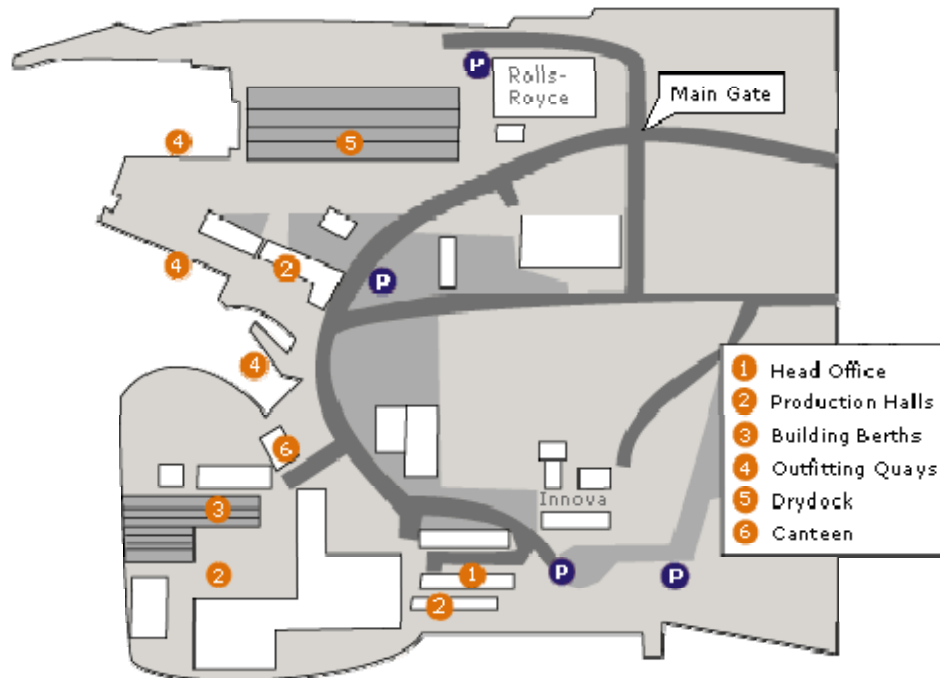 P
Rolls-
Royce
Main Gate
4
5
4
2
P
4
1 Head Office
2 Production Halls
3 Building Berths
4 Outfitting Quays
5 Drydock
6 Canteen
6
Innova
3
2
1
P
P
2